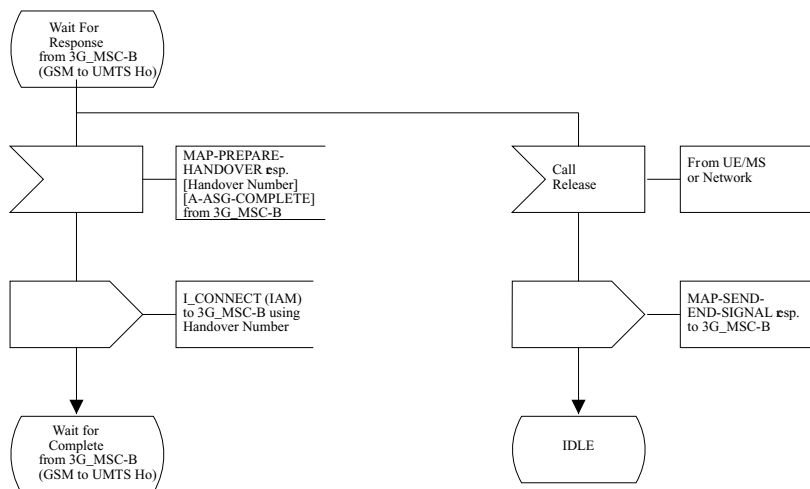 Wait For
Response
from 3G_MSC-B
(GSM to UMTS Ho)
MAP-PREPARE-
HANDOVER resp.
[Handover Number]
[A-ASG-COMPLETE]
from 3G_MSC-B
Call
Release
From UE/MS
or Network
I_CONNECT (IAM)
to 3G_MSC-B using
Handover Number
MAP-SEND-
END-SIGNAL resp.
to 3G_MSC-B
Wait for
Complete
from 3G_MSC-B
(GSM to UMTS Ho)
IDLE